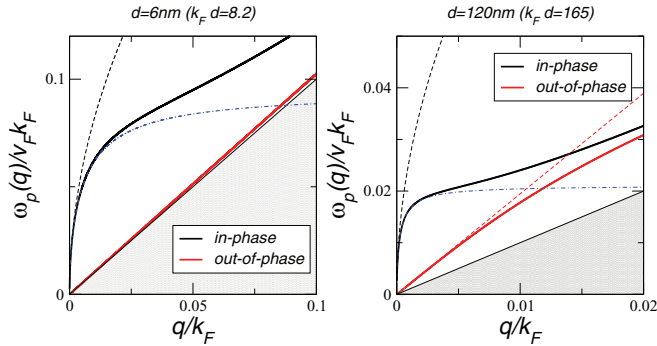 d=6nm (k_F d=8.2)
ω_p(q)/v_F k_F
0.1
0
in-phase
out-of-phase
0
0.05
0.1
q/k_F
d=120nm (k_F d=165)
ω_p(q)/v_F k_F
0.04
0.02
0
in-phase
out-of-phase
0
0.01
0.02
q/k_F